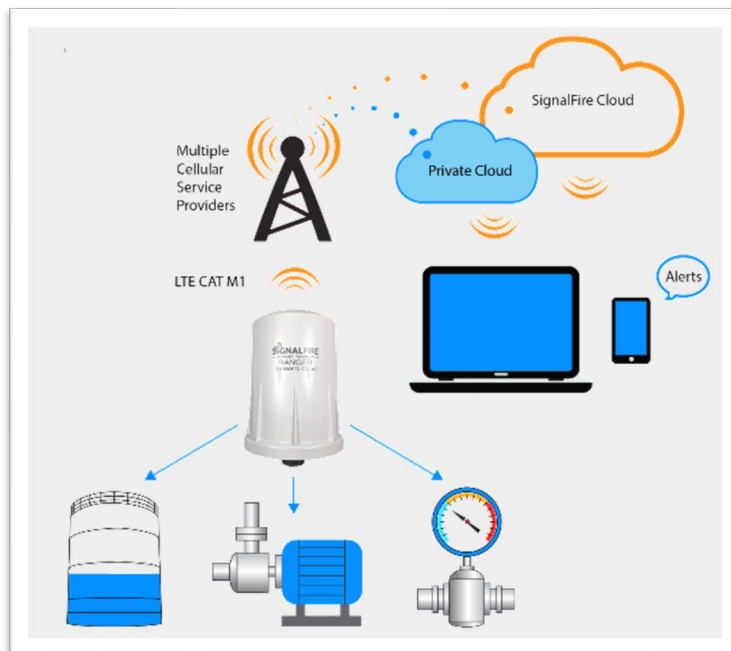 SignalFire Cloud
Multiple
Cellular
Service
Providers
Private Cloud
LTE CAT M1
Alerts
SIGNALFIRE
RANGER